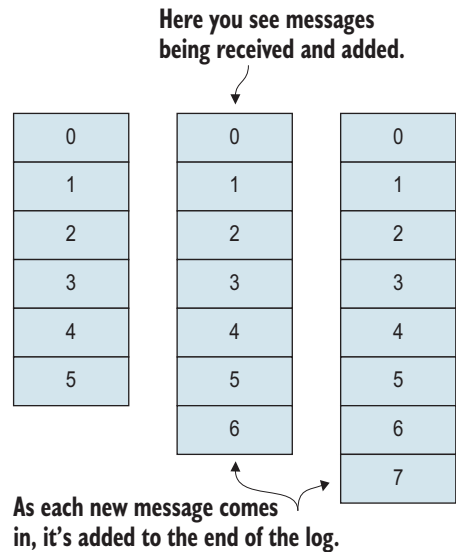 Here you see messages
being received and added.
0 0 0
1 1 1
2 2 2
3 3 3
4 4 4
5 5 5
6 6
7
As each new message comes
in, it's added to the end of the log.